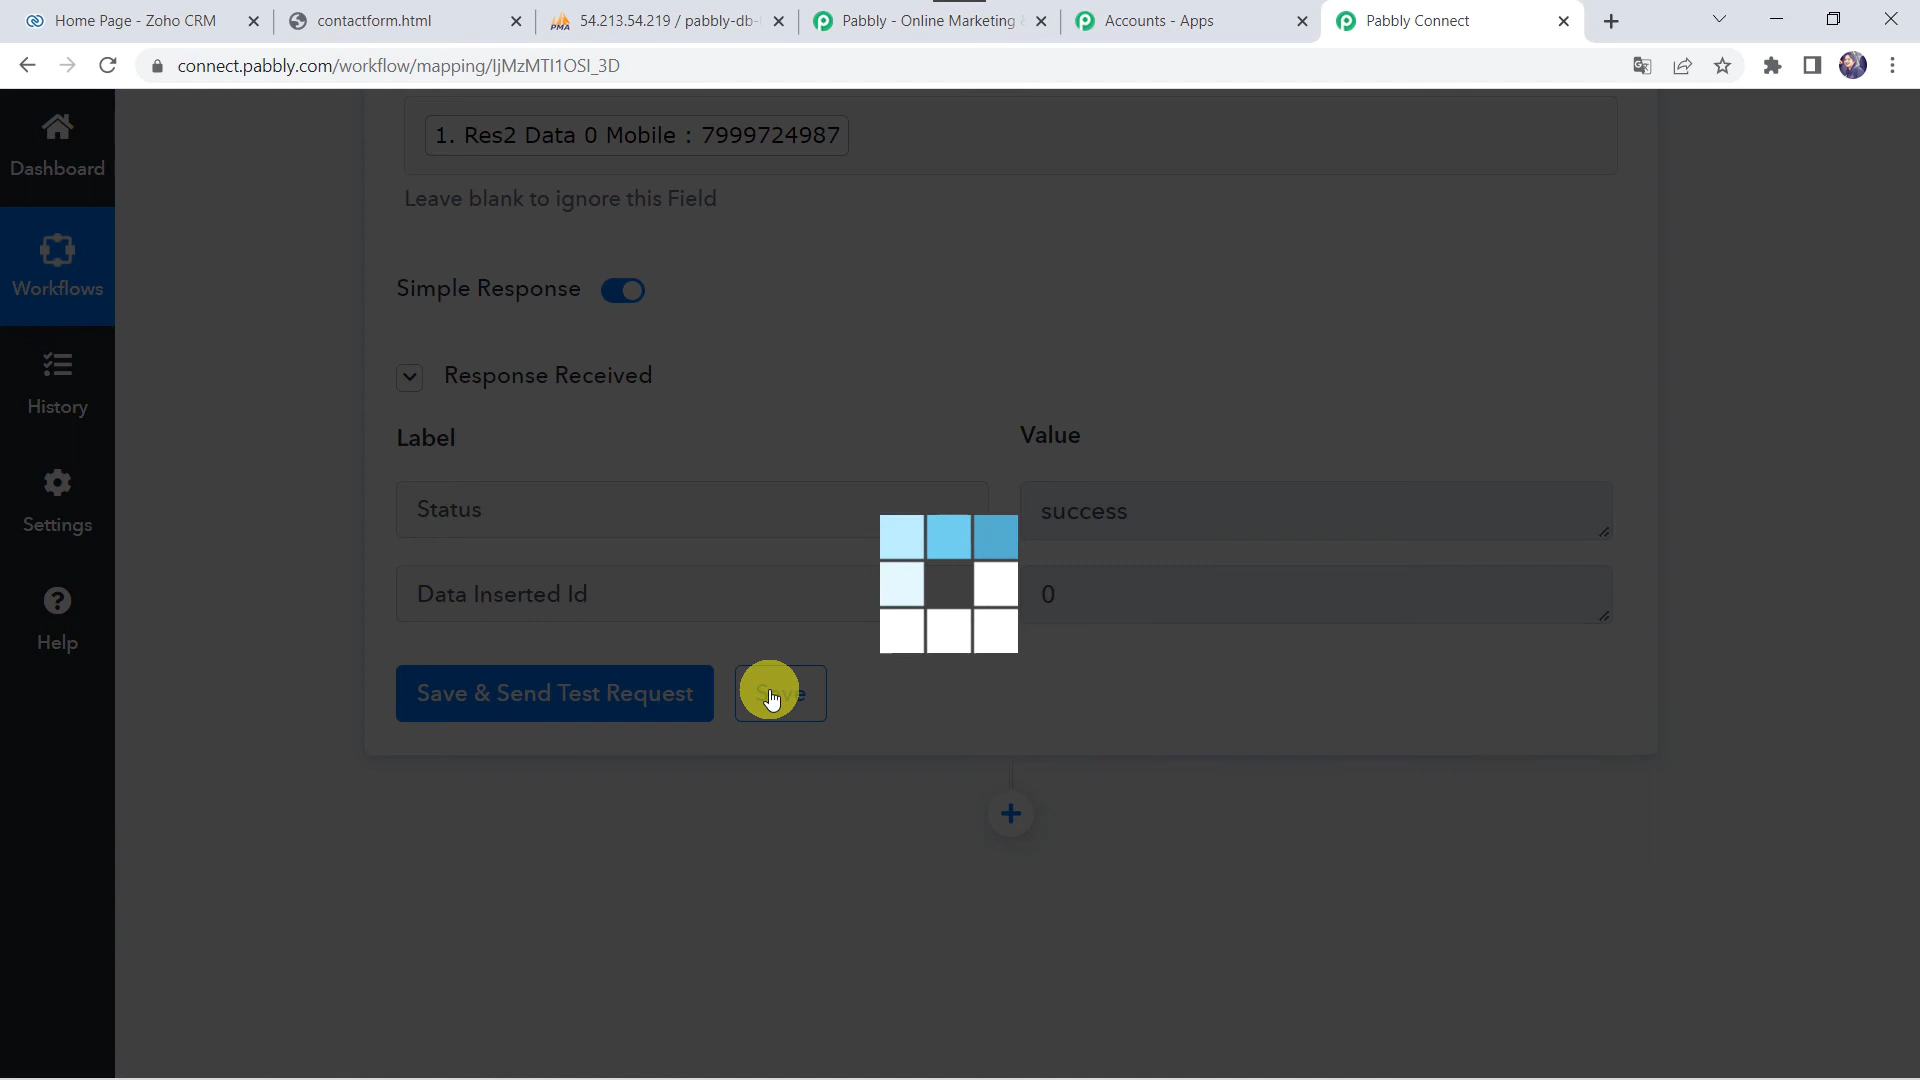 Home Page - Zoho CRM
contactform.html
PMA
54.213.54.219 / pabbly-db-
Pabbly - Online Marketing
Accounts - Apps
Pabbly Connect
connect.pabbly.com/workflow/mapping/IjMzMTI1OSI_3D
Dashboard
Workflows
History
Settings
Help
1. Res2 Data 0 Mobile : 7999724987
Leave blank to ignore this Field
Simple Response
Response Received
Label
Value
Status
success
Data Inserted Id
0
Save & Send Test Request
Save